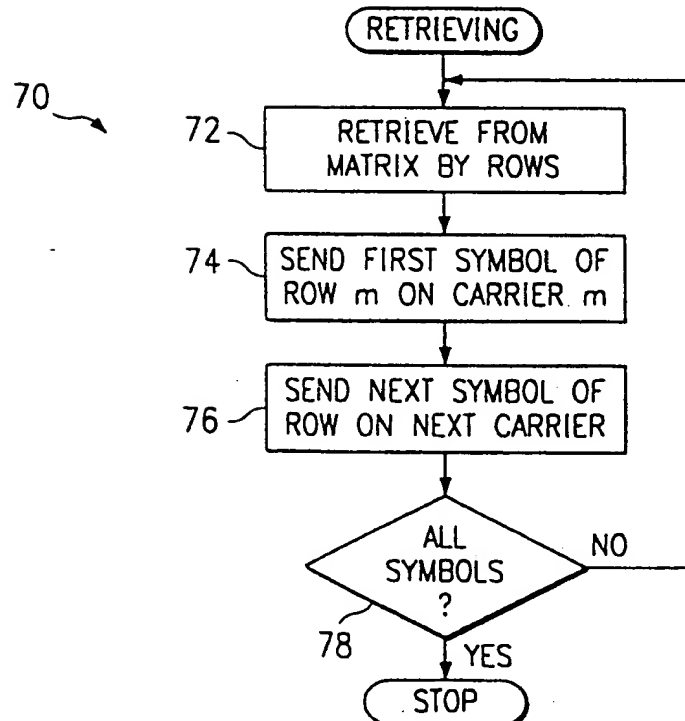 RETRIEVING
70
72
RETRIEVE FROM
MATRIX BY ROWS
74
SEND FIRST SYMBOL OF
ROW m ON CARRIER m
76
SEND NEXT SYMBOL OF
ROW ON NEXT CARRIER
ALL
SYMBOLS
?
NO
78
YES
STOP